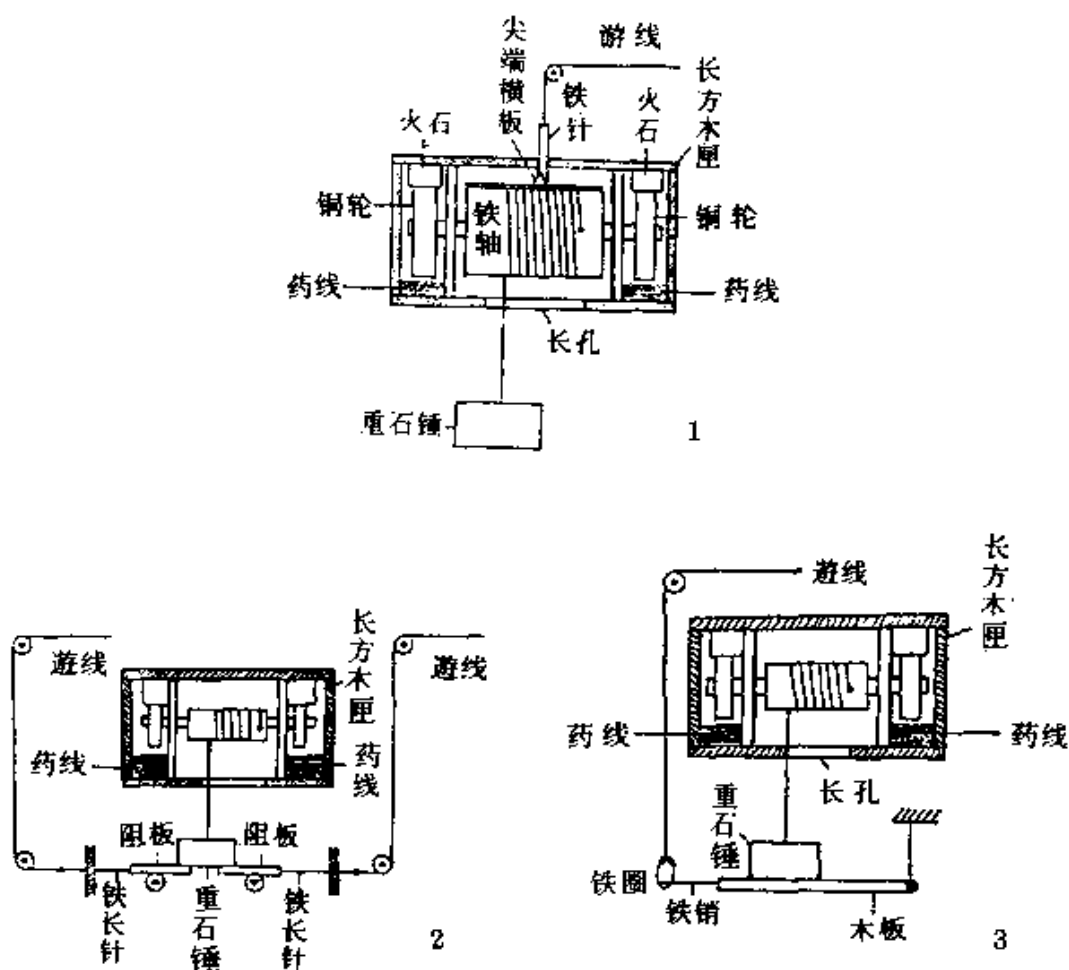 游线
尖端横板
铁针
长方木匣
火石
火石
铜轮
铁轴
铜轮
药线
药线
长孔
重石锤
1
遊线
长方木匣
遊线
药线
药线
阻板
阻板
铁长针
重石锤
铁长针
2
遊线
长方木匣
药线
药线
长孔
重石锤
铁圈
铁销
木板
3